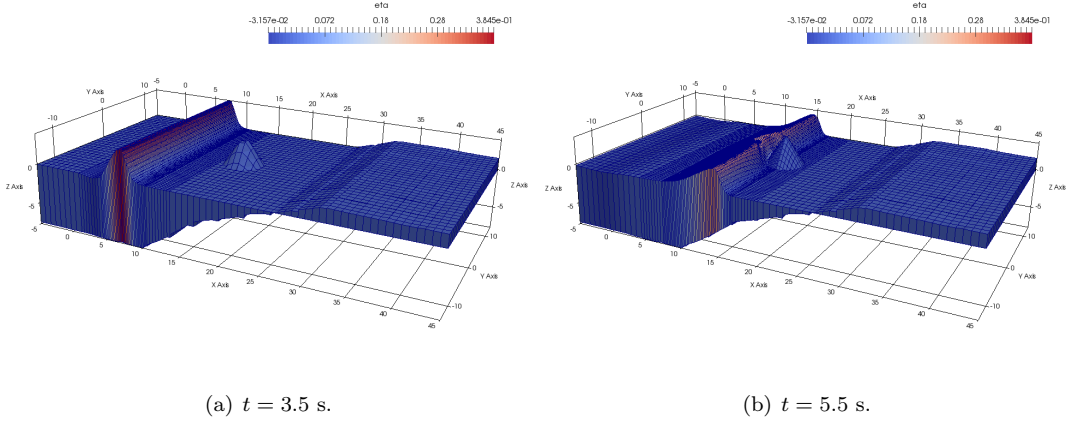 eta
-3.157e-02 0.072 0.18 0.28 3.845e-01
Y Axis
-10 0 10
X Axis
-5 0 5 10 15 20 25 30 35 40 45
Z Axis
0 -5
Z Axis
0 -5
-5 0 5 10 15 20 25 30 35 40 45
X Axis
10 0 -10
Y Axis
(a) t = 3.5 s.
eta
-3.157e-02 0.072 0.18 0.28 3.845e-01
Y Axis
-10 0 10
X Axis
-5 0 5 10 15 20 25 30 35 40 45
Z Axis
0 -5
Z Axis
0 -5
-5 0 5 10 15 20 25 30 35 40 45
X Axis
10 0 -10
Y Axis
(b) t = 5.5 s.